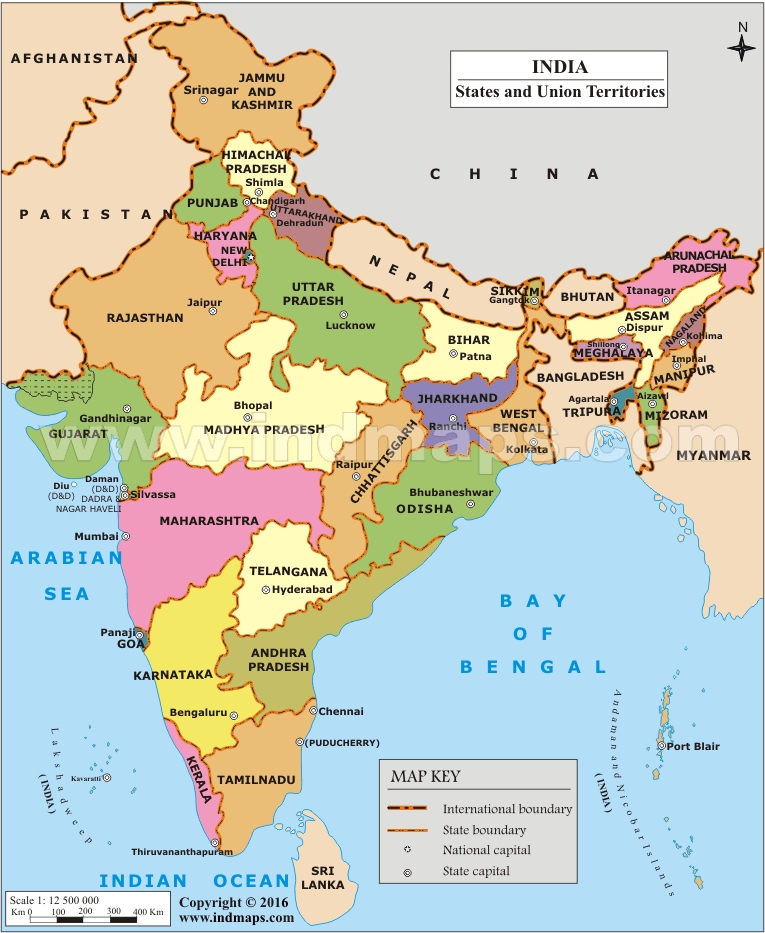 AFGHANISTAN
N
INDIA
States and Union Territories
JAMMU
AND
KASHMIR
Srinagar
CHINA
HIMACHAL
PRADESH
Shimla
PUNJAB
Chandigarh
PAKISTAN
UTTARAKHAND
Dehradun
HARYANA
NEW
DELHI
NEPAL
ARUNACHAL
PRADESH
SIKKIM
Gangtok
BHUTAN
Itanagar
UTTAR
PRADESH
Lucknow
Jaipur
RAJASTHAN
ASSAM
Dispur
NAGALAND
Kohima
BIHAR
Patna
Shillong
MEGHALAYA
Imphal
MANIPUR
BANGLADESH
JHARKHAND
Ranchi
Agartala
TRIPURA
Aizawl
MIZORAM
Gandhinagar
GUJARAT
Bhopal
MADHYA PRADESH
WEST
BENGAL
Kolkata
www.indmaps.com
MYANMAR
CHHATTISGARH
Raipur
Diu
(D&D)
Daman
(D&D)
DADRA &
NAGAR HAVELI
Silvassa
Bhubaneshwar
ODISHA
MAHARASHTRA
Mumbai
ARABIAN
SEA
TELANGANA
Hyderabad
BAY
OF
BENGAL
Panaji
GOA
ANDHRA
PRADESH
KARNATAKA
Bengaluru
Chennai
(PUDUCHERRY)
Lakshadweep
(INDIA)
Kavaratti
KERALA
TAMILNADU
Thiruvananthapuram
Andaman and Nicobar Islands
(INDIA)
Port Blair
MAP KEY
International boundary
State boundary
National capital
State capital
SRI
LANKA
INDIAN OCEAN
Scale 1: 12 500 000
Km 0 100 200 300 400 Km
Copyright © 2016
www.indmaps.com